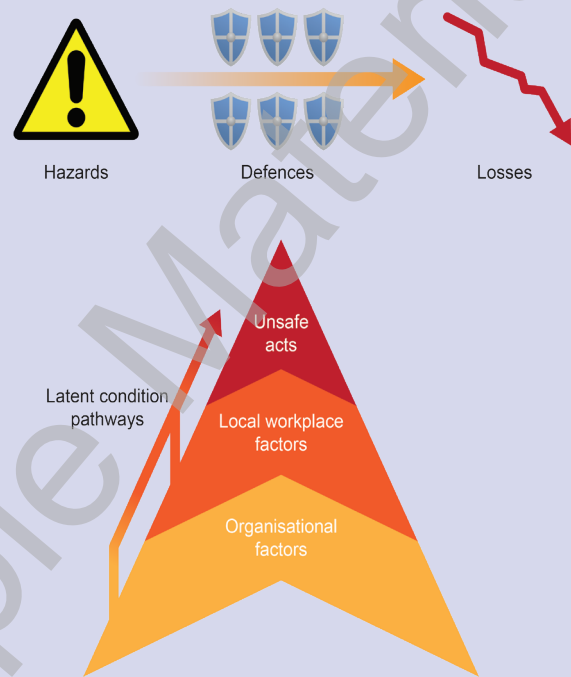 Hazards
Defences
Losses
Unsafe
acts
Latent condition
pathways
Local workplace
factors
Organisational
factors